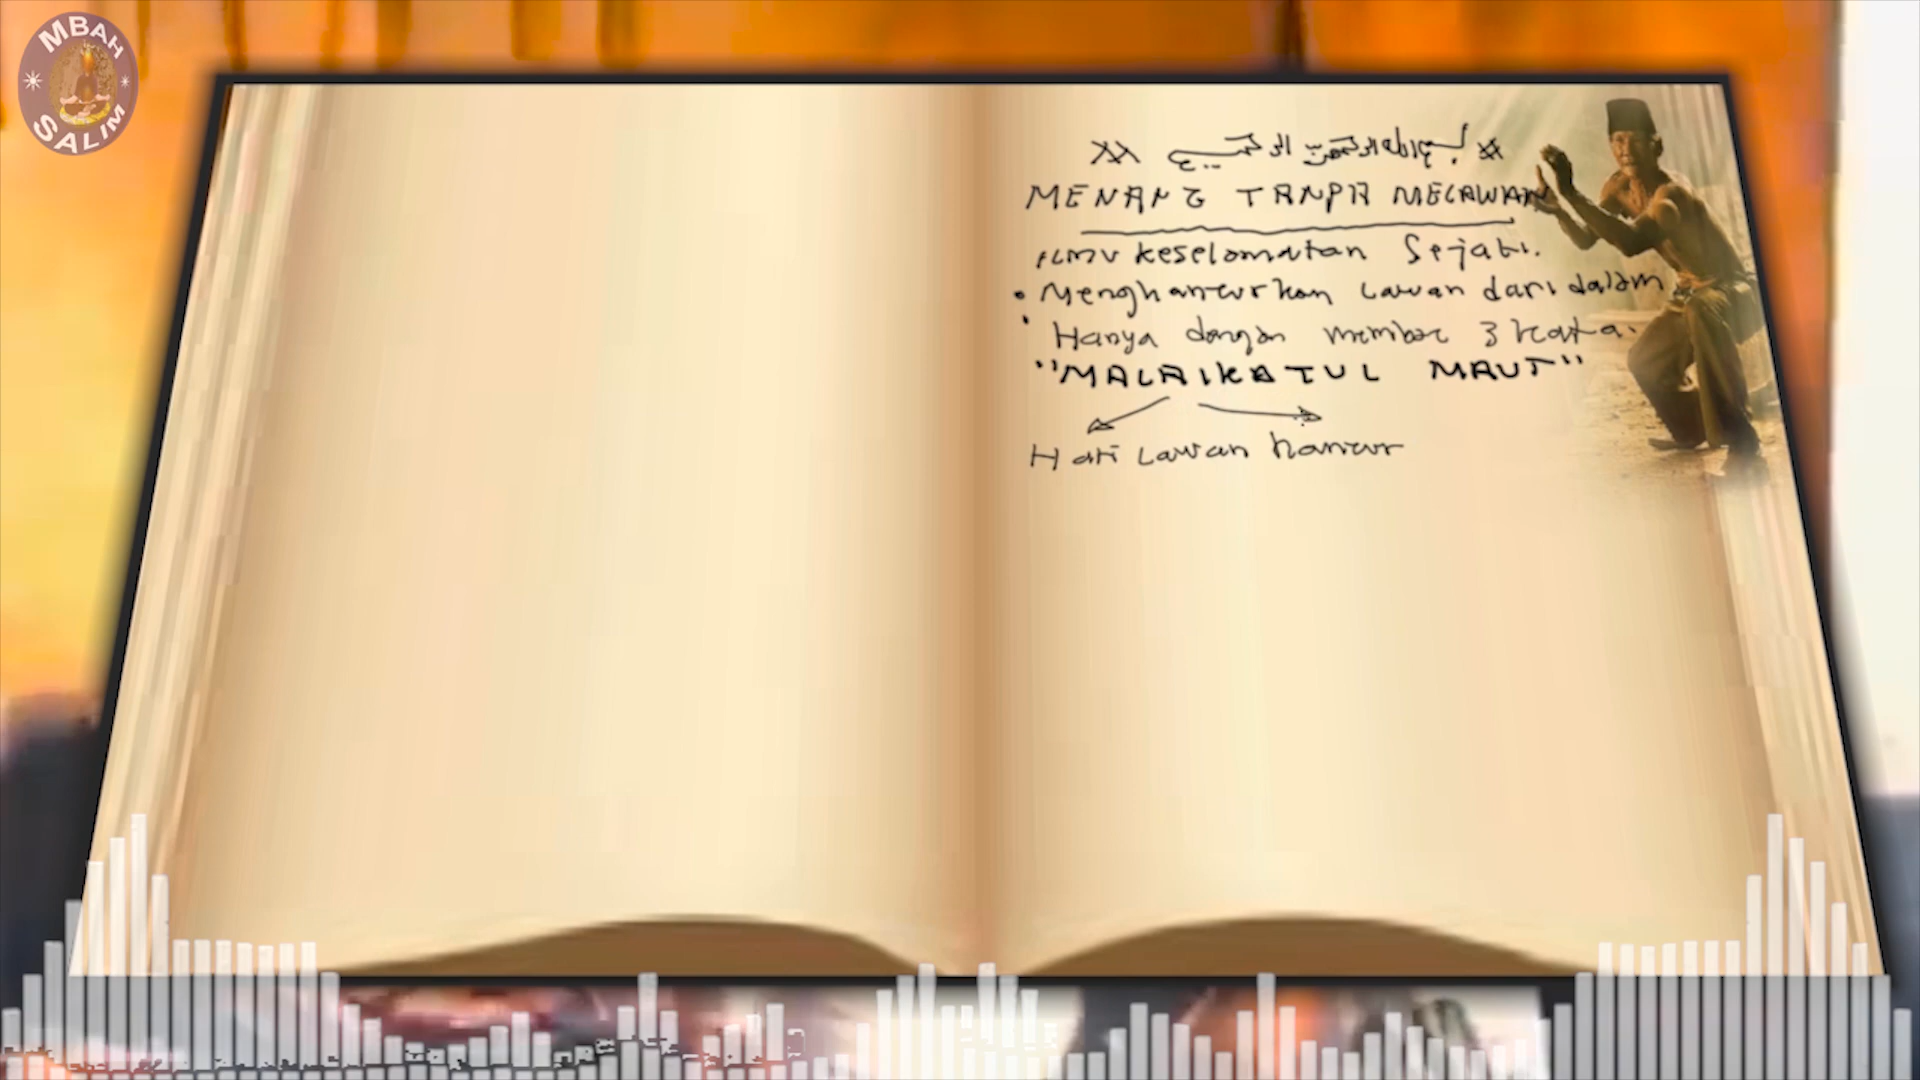 MBAH SALIM
بسم الله الرحمن الرحيم
MENANG TANPA MELAWAN
ilmu keselamatan Sejati.
• Menghancurkan Lawan dari dalam
• Hanya dengan membac 3 kata.
"MALAIKATUL MAUT"
Hati Lawan hancur